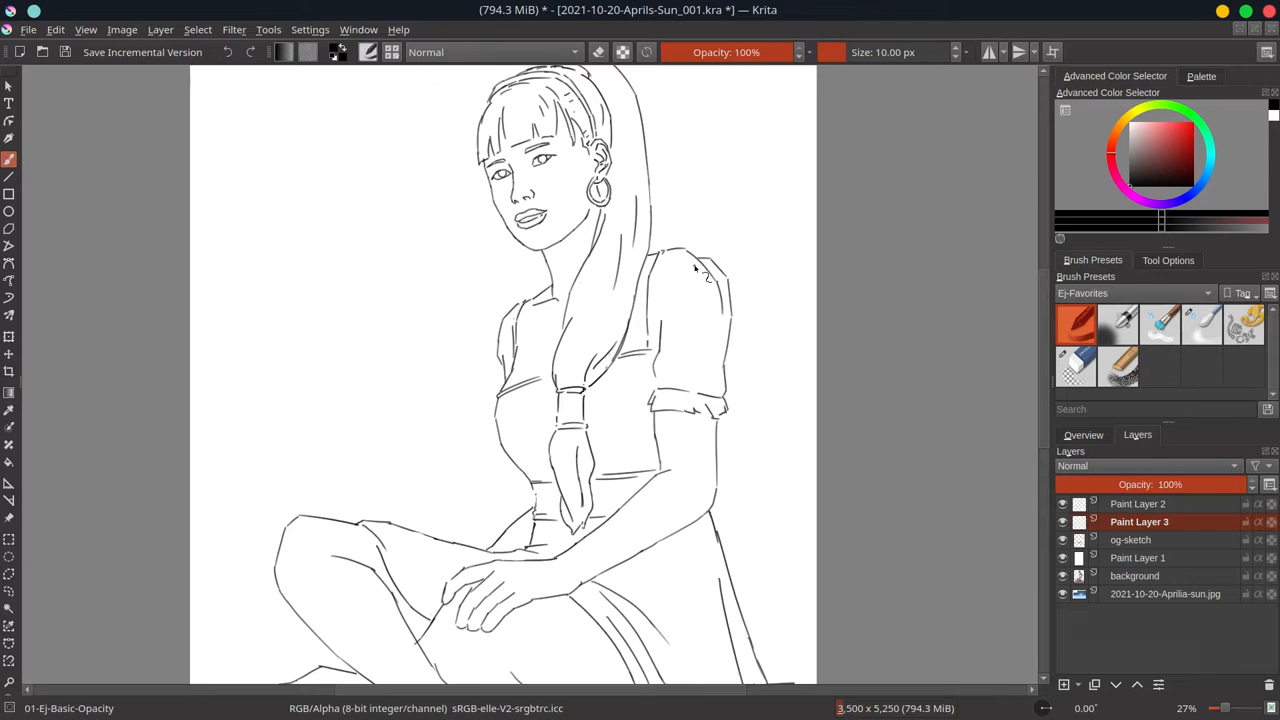 (794.3 MiB) * - [2021-10-20-Aprils-Sun_001.kra *] — Krita
File Edit View Image Layer Select Filter Tools Settings Window Help
Save Incremental Version Normal Opacity: 100% Size: 10.00 px
Advanced Color Selector Palette
Advanced Color Selector
Brush Presets Tool Options
Brush Presets
Ej-Favorites Tag
Search
Overview Layers
Layers
Normal
Opacity: 100%
Paint Layer 2
Paint Layer 3
og-sketch
Paint Layer 1
background
2021-10-20-Aprilia-sun.jpg
01-Ej-Basic-Opacity RGB/Alpha (8-bit integer/channel) sRGB-elle-V2-srgbtrc.icc 3,500 x 5,250 (794.3 MiB) 0.00° 27%